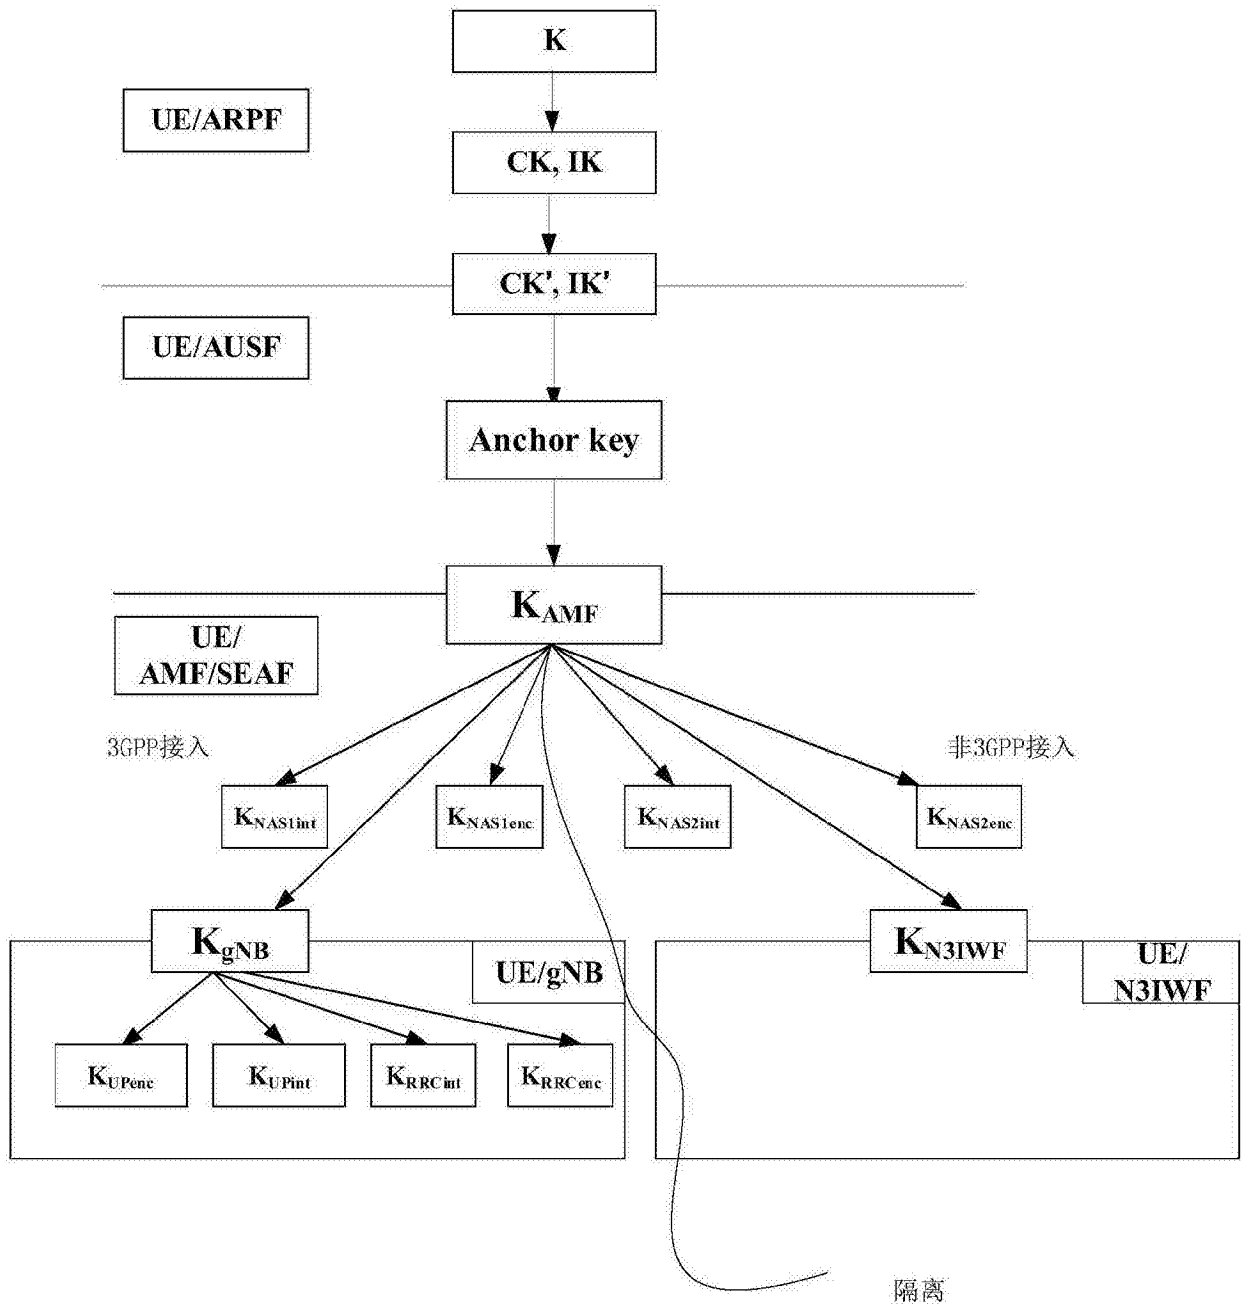 K
UE/ARPF
CK, IK
CK', IK'
UE/AUSF
Anchor key
KAMF
UE/
AMF/SEAF
3GPP接入
非3GPP接入
KNAS1int
KNAS1enc
KNAS2int
KNAS2enc
KgNB
UE/gNB
KN3IWF
UE/
N3IWF
KUPenc
KUPint
KRRCint
KRRCenc
隔离